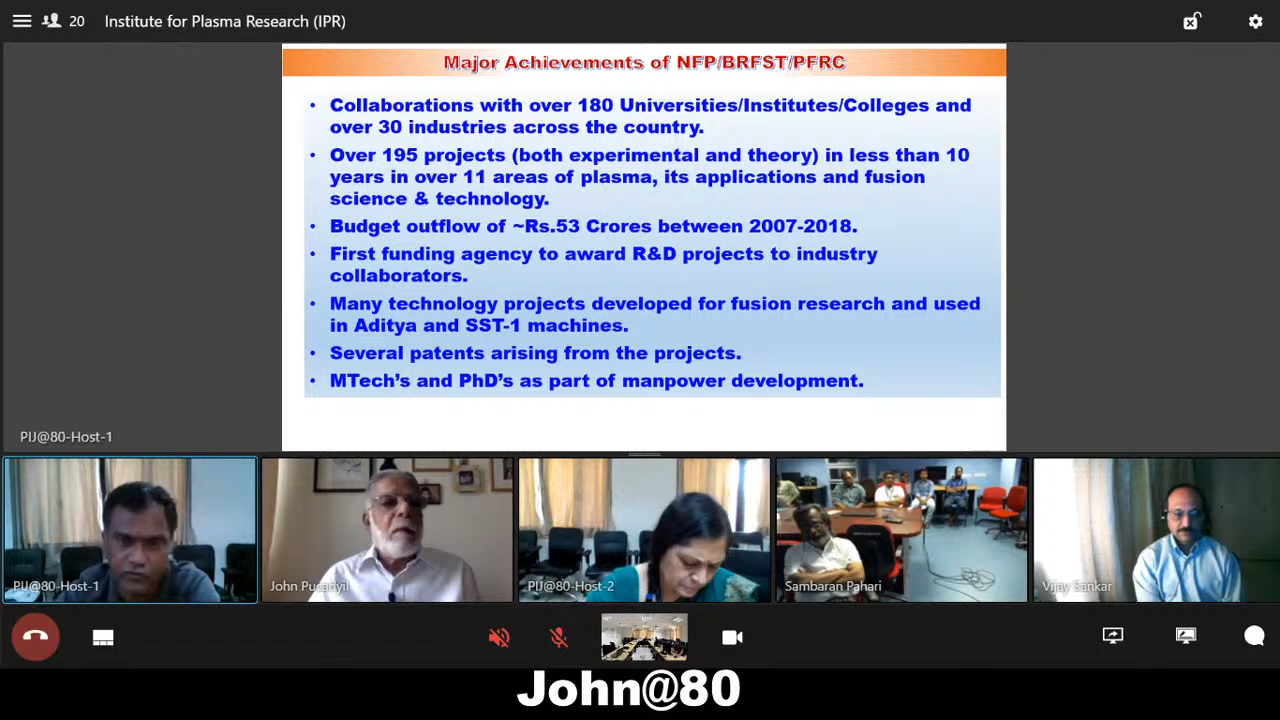 20 Institute for Plasma Research (IPR)
Major Achievements of NFP/BRFST/PFRC
• Collaborations with over 180 Universities/Institutes/Colleges and
over 30 industries across the country.
• Over 195 projects (both experimental and theory) in less than 10
years in over 11 areas of plasma, its applications and fusion
science & technology.
• Budget outflow of ~Rs.53 Crores between 2007-2018.
• First funding agency to award R&D projects to industry
collaborators.
• Many technology projects developed for fusion research and used
in Aditya and SST-1 machines.
• Several patents arising from the projects.
• MTech’s and PhD’s as part of manpower development.
PIJ@80-Host-1
PIJ@80-Host-1
John Pucadyil
PIJ@80-Host-2
Sambaran Pahari
Vijay Sankar
John@80